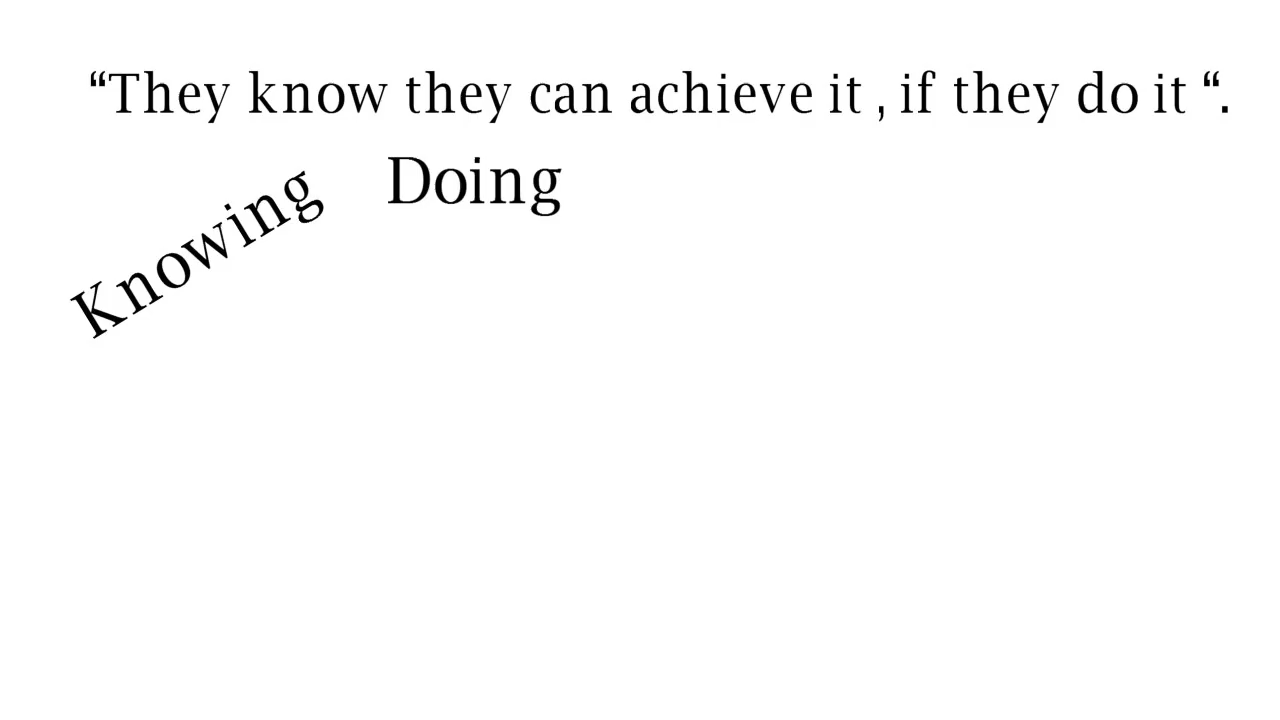 “They know they can achieve it , if they do it “.
Knowing
Doing